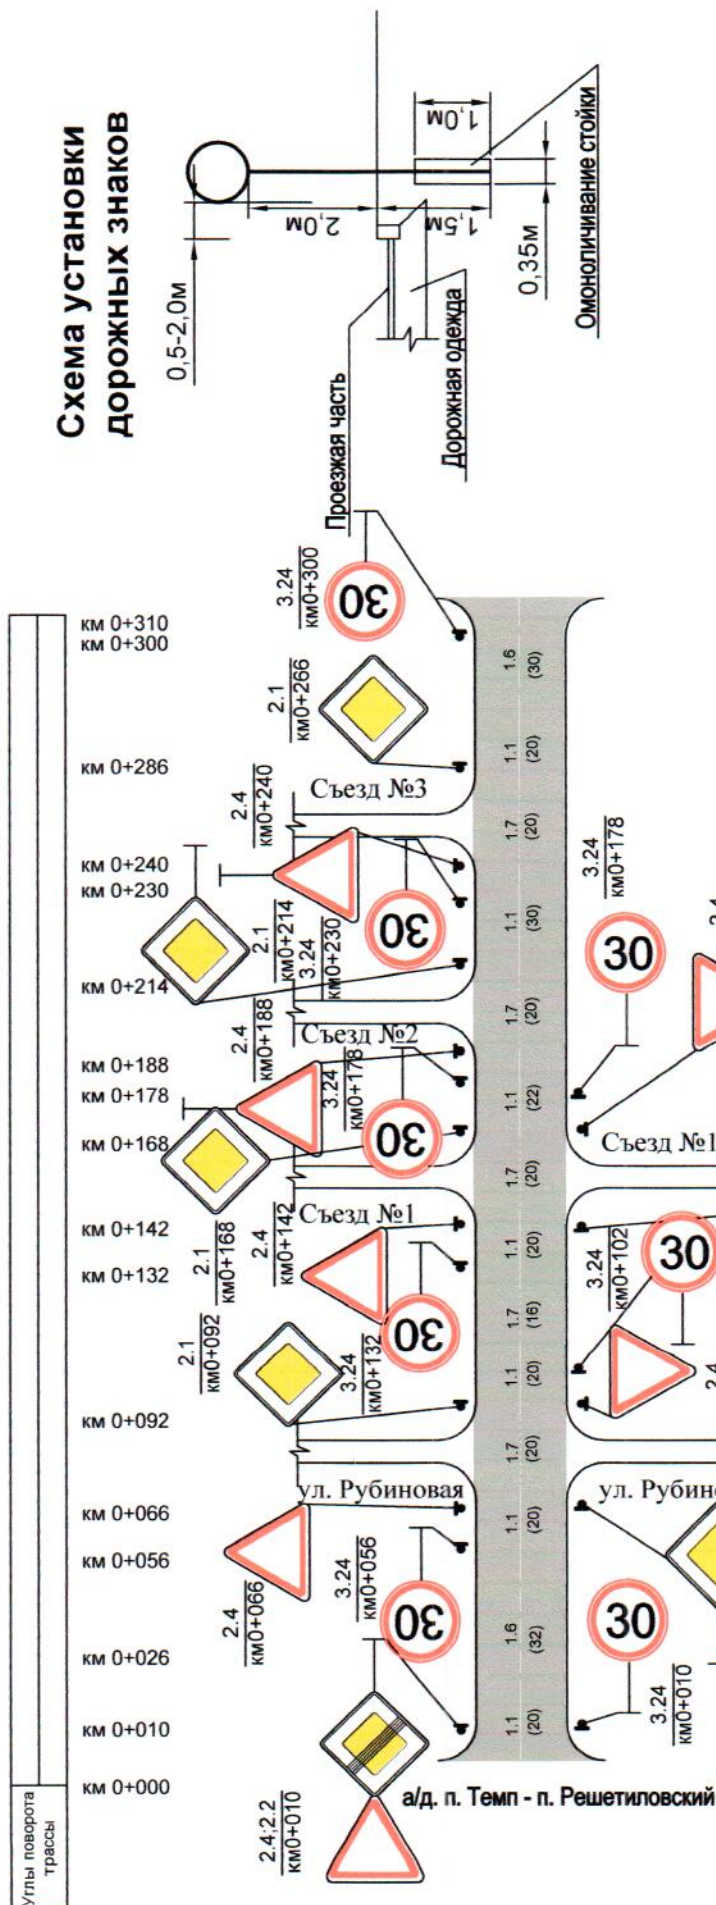 Схема установки
дорожных знаков
0,5-2,0м
2,0м
1,5м
1,0м
0,35м
Омоноличивание стойки
Проезжая часть
Дорожная одежда
км 0+310
км 0+300
3.24
км0+300
30
2.1
км0+266
км 0+286
Съезд №3
2.4
км0+240
км 0+240
км 0+230
2.1
км0+214
3.24
км0+230
30
км 0+214
3.24
км0+178
30
2.4
км0+188
Съезд №2
км 0+188
км 0+178
3.24
км0+178
30
км 0+168
Съезд №1
2.1
км0+168
2.4
км0+142
Съезд №1
км 0+142
км 0+132
3.24
км0+102
30
2.1
км0+092
3.24
км0+132
30
км 0+092
2.4
ул. Рубиновая
км 0+066
км 0+056
2.4
км0+066
3.24
км0+056
30
30
км 0+026
3.24
км0+010
км 0+010
км 0+000
2.4;2.2
км0+010
а/д. п. Темп - п. Решетиловский
Углы поворота
трассы
1.6
(30)
1.1
(20)
1.7
(20)
1.1
(30)
1.7
(20)
1.1
(22)
1.7
(20)
1.1
(20)
1.7
(16)
1.1
(20)
1.7
(20)
1.1
(20)
1.6
(32)
1.1
(20)